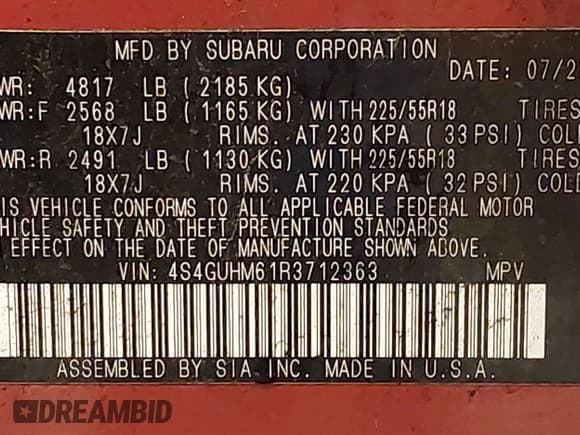 MFD BY SUBARU CORPORATION
DATE: 07/2
WR: 4817 LB ( 2185 KG)
WR:F 2568 LB ( 1165 KG) WITH 225/55R18 TIRES
18X7J RIMS. AT 230 KPA ( 33 PSI) COLD
WR:R 2491 LB ( 1130 KG) WITH 225/55R18 TIRES
18X7J RIMS. AT 220 KPA ( 32 PSI) COLD
IS VEHICLE CONFORMS TO ALL APPLICABLE FEDERAL MOTOR
HICLE SAFETY AND THEFT PREVENTION STANDARDS
EFFECT ON THE DATE OF MANUFACTURE SHOWN ABOVE.
VIN: 4S4GUHM61R3712363 MPV
ASSEMBLED BY SIA INC. MADE IN U.S.A.
DREAMBID